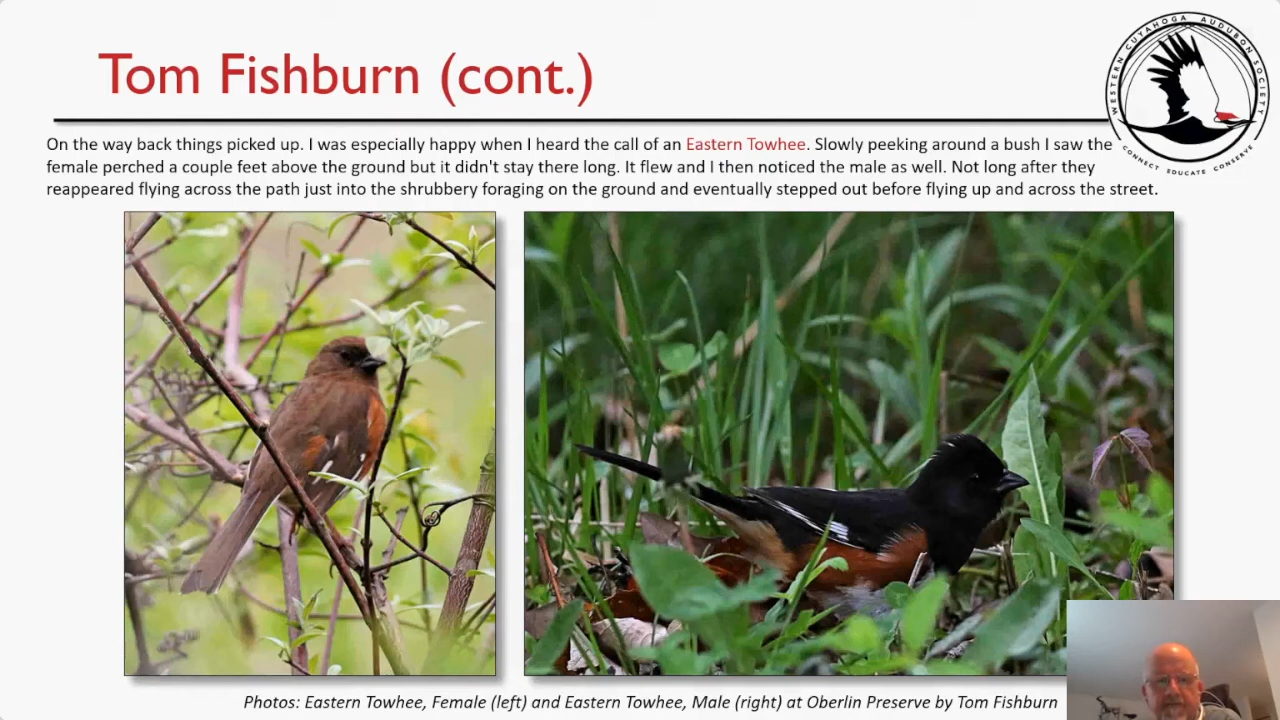 Tom Fishburn (cont.)
WESTERN CUYAHOGA AUDUBON SOCIETY
CONNECT EDUCATE CONSERVE
On the way back things picked up. I was especially happy when I heard the call of an Eastern Towhee. Slowly peeking around a bush I saw the
female perched a couple feet above the ground but it didn't stay there long. It flew and I then noticed the male as well. Not long after they
reappeared flying across the path just into the shrubbery foraging on the ground and eventually stepped out before flying up and across the street.
Photos: Eastern Towhee, Female (left) and Eastern Towhee, Male (right) at Oberlin Preserve by Tom Fishburn